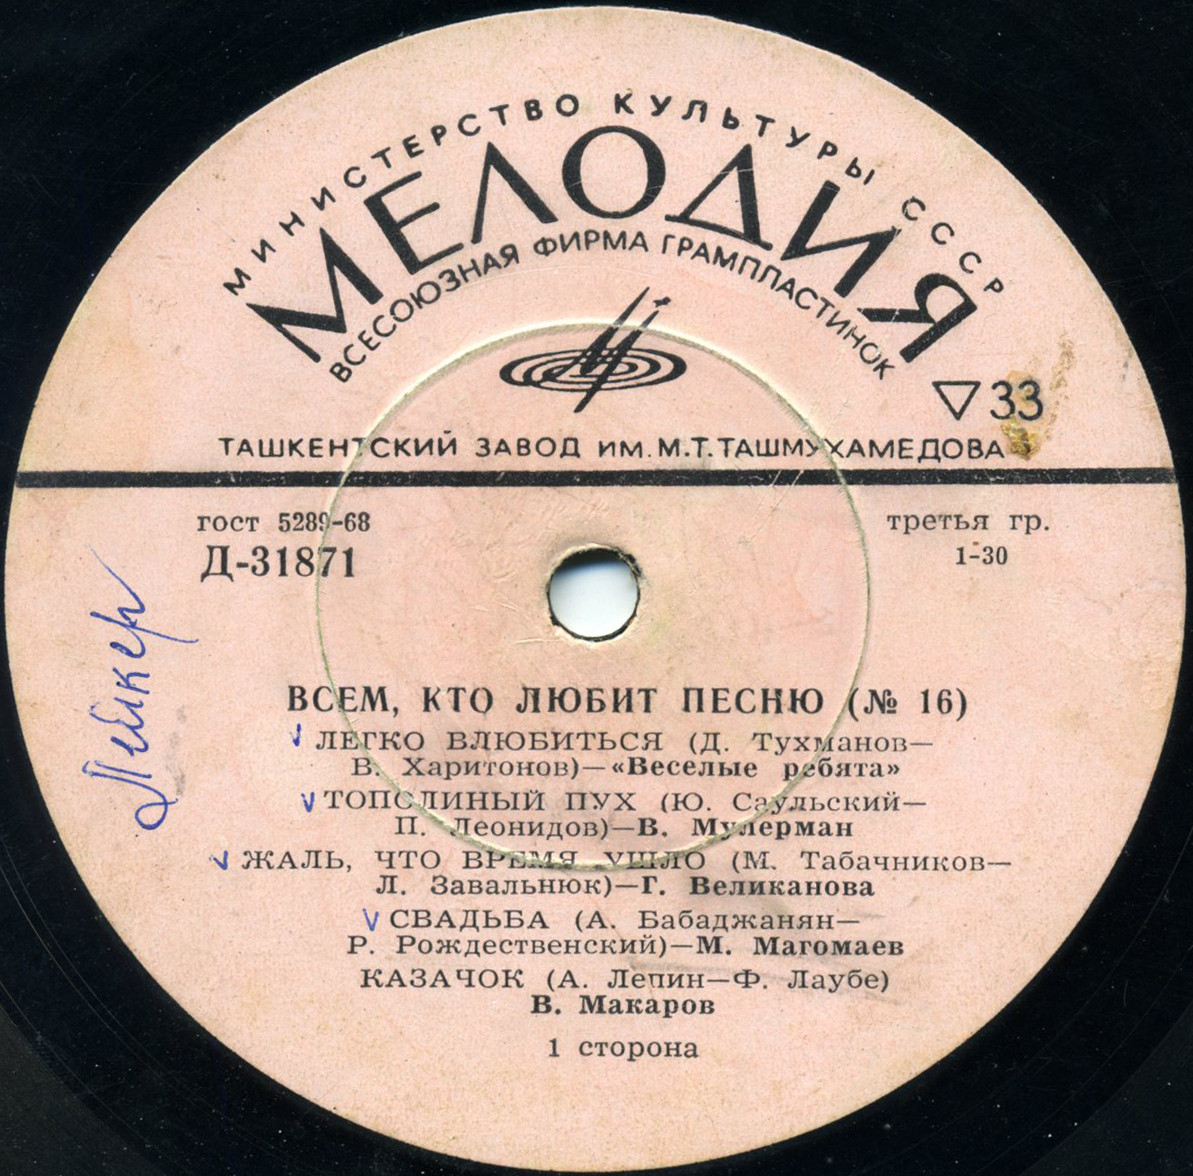 МИНИСТЕРСТВО КУЛЬТУРЫ СССР
МЕЛОДИЯ
ВСЕСОЮЗНАЯ ФИРМА ГРАМПЛАСТИНОК
33
ТАШКЕНТСКИЙ ЗАВОД ИМ. М.Т. ТАШМУХАМЕДОВА
гост 5289-68
третья гр.
Д-31871
1-30
ВСЕМ, КТО ЛЮБИТ ПЕСНЮ (№ 16)
ЛЕГКО ВЛЮБИТЬСЯ (Д. Тухманов—
В. Харитонов)—«Веселые ребята»
ТОПОЛИНЫЙ ПУХ (Ю. Саульский—
П. Леонидов)—В. Мулерман
ЖАЛЬ, ЧТО ВРЕМЯ УШЛО (М. Табачников—
Л. Завальнюк)—Г. Великанова
СВАДЬБА (А. Бабаджанян—
Р. Рождественский)—М. Магомаев
КАЗАЧОК (А. Лепин—Ф. Лаубе)
В. Макаров
1 сторона